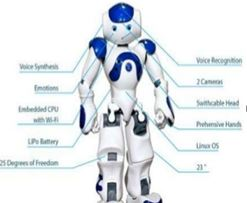 Voice Synthesis
Emotions
Embedded CPU
with Wi-Fi
LiPo Battery
25 Degrees of Freedom
Voice Recognition
2 Cameras
Switchcable Head
Prehensive Hands
Linux OS
23 "